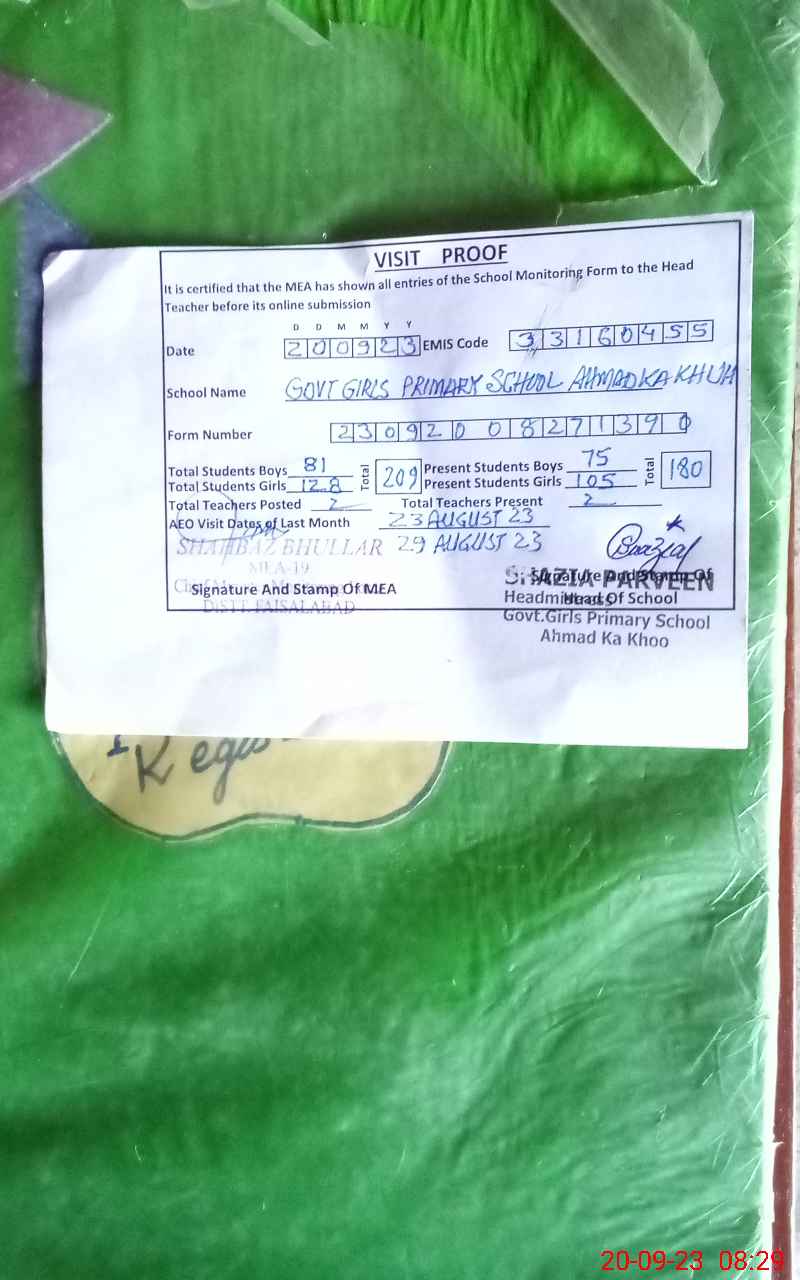 VISIT PROOF
It is certified that the MEA has shown all entries of the School Monitoring Form to the Head
Teacher before its online submission
D D M M Y Y
Date 200923 EMIS Code 33160455
School Name GOVT GIRLS PRIMARY SCHOOL AHMAD KA KHUH
Form Number 23092008271390
Total Students Boys 81 Total 209 Present Students Boys 75 Total 180
Total Students Girls 128 Present Students Girls 105
Total Teachers Posted 2 Total Teachers Present 2
AEO Visit Dates of Last Month 23 AUGUST 23
29 AUGUST 23
SHAHBAZ BHULLAR
MEA-19
Signature And Stamp Of MEA
DISTT. FAISALABAD
Signature And Stamp Of
Head Of School
SHAZIA PARVEEN
Headmistress
Govt.Girls Primary School
Ahmad Ka Khoo
20-09-23 08:29